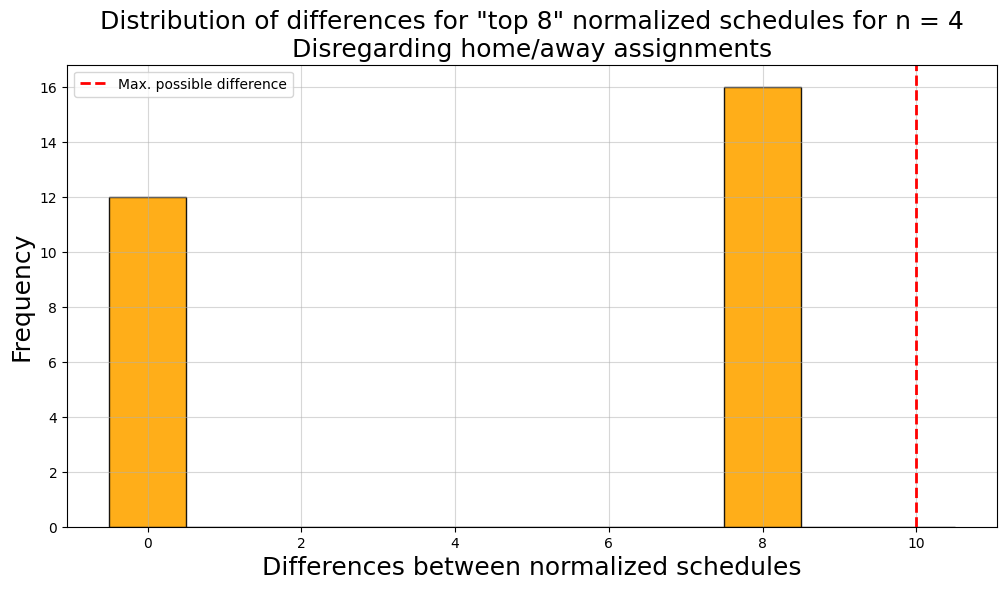 Distribution of differences for "top 8" normalized schedules for n = 4
Disregarding home/away assignments
Max. possible difference
Frequency
16
14
12
10
8
6
4
2
0
0 2 4 6 8 10
Differences between normalized schedules